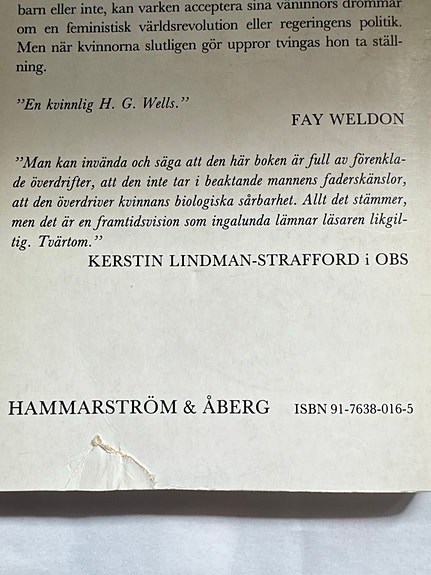 barn eller inte, kan varken acceptera sina väninnors drömmar
om en feministisk världsrevolution eller regeringens politik.
Men när kvinnorna slutligen gör uppror tvingas hon ta ställ-
ning.
”En kvinnlig H. G. Wells.”
FAY WELDON
”Man kan invända och säga att den här boken är full av förenkla-
de överdrifter, att den inte tar i beaktande mannens faderskänslor,
att den överdriver kvinnans biologiska sårbarhet. Allt det stämmer,
men det är en framtidsvision som ingalunda lämnar läsaren likgil-
tig. Tvärtom.”
KERSTIN LINDMAN-STRAFFORD i OBS
HAMMARSTRÖM & ÅBERG ISBN 91-7638-016-5